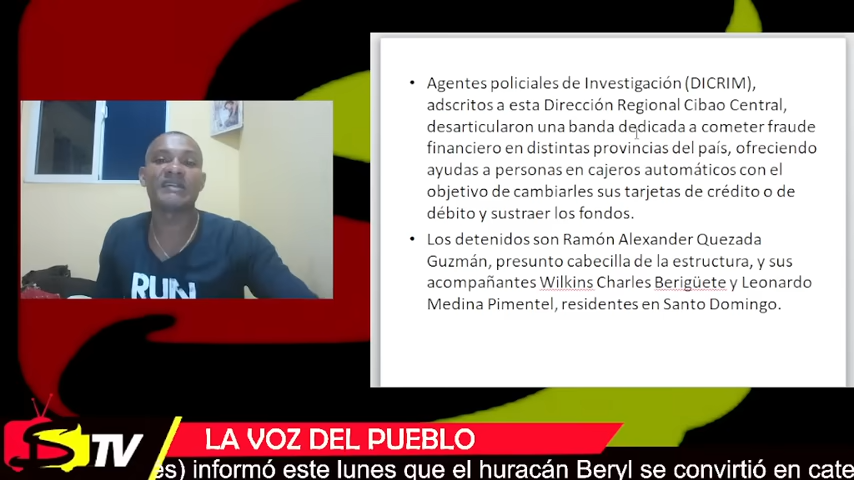 • Agentes policiales de Investigación (DICRIM),
adscritos a esta Dirección Regional Cibao Central,
desarticularon una banda dedicada a cometer fraude
financiero en distintas provincias del país, ofreciendo
ayudas a personas en cajeros automáticos con el
objetivo de cambiarles sus tarjetas de crédito o de
débito y sustraer los fondos.
• Los detenidos son Ramón Alexander Quezada
Guzmán, presunto cabecilla de la estructura, y sus
acompañantes Wilkins Charles Berigüete y Leonardo
Medina Pimentel, residentes en Santo Domingo.
RUN
STV
LA VOZ DEL PUEBLO
es) informó este lunes que el huracán Beryl se convirtió en cate